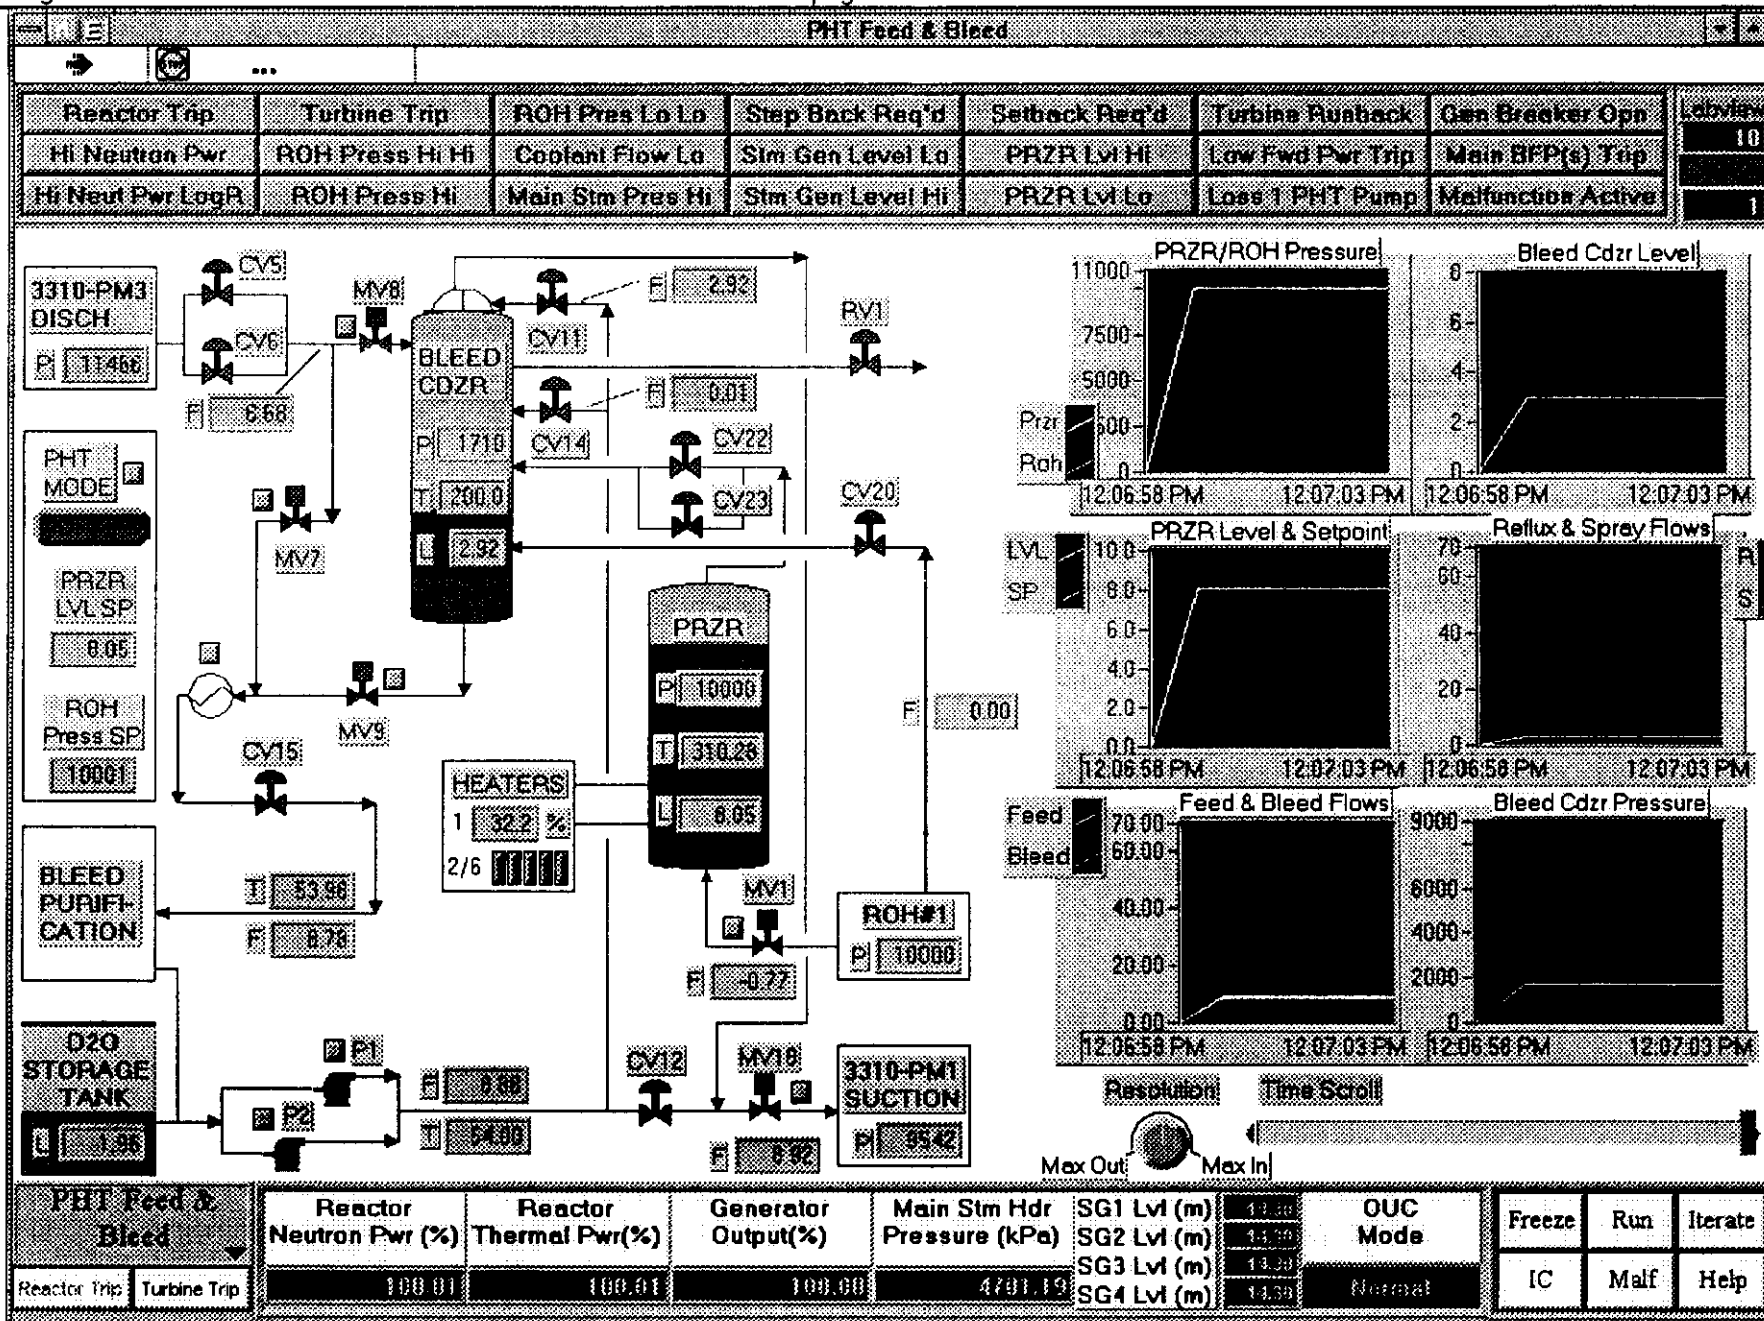 PHT Feed & Bleed
...
Reactor Trip
Turbine Trip
ROH Pres Lo Lo
Step Back Req'd
Setback Req'd
Turbine Runback
Gen Breaker Opn
Labview
Hi Neutron Pwr
ROH Press Hi Hi
Coolant Flow Lo
Stm Gen Level Lo
PRZR Lvl Hi
Low Fwd Pwr Trip
Main BFP(s) Trip
10
Hi Neut Pwr LogR
ROH Press Hi
Main Stm Pres Hi
Stm Gen Level Hi
PRZR Lvl Lo
Loss 1 PHT Pump
Malfunction Active
1
3310-PM3
DISCH
P 11466
CV5
CV6
F 6.68
MV8
BLEED
CDZR
P 1710
T 200.0
L 2.92
CV11
F 2.92
RV1
CV14
F 0.01
CV22
CV23
CV20
PHT
MODE
PRZR
LVL SP
8.05
ROH
Press SP
10001
MV7
MV9
CV15
PRZR
P 10000
T 310.28
L 8.05
F 0.00
HEATERS
1 32.2 %
2/6
BLEED
PURIFI-
CATION
T 53.96
F 8.78
MV1
F -0.77
ROH#1
P 10000
D2O
STORAGE
TANK
L 1.96
P1
P2
F
T
CV12
MV18
F 8.92
3310-PM1
SUCTION
P 9542
PRZR/ROH Pressure
11000
7500
5000
0
Przr
Roh
12.06.58 PM 12.07.03 PM
Bleed Cdzr Level
8
6
4
2
0
12.06.58 PM 12.07.03 PM
PRZR Level & Setpoint
LVL
SP
10.0
8.0
6.0
4.0
2.0
0.0
12.06.58 PM 12.07.03 PM
Reflux & Spray Flows
70
60
40
20
0
R
S
12.06.58 PM 12.07.03 PM
Feed & Bleed Flows
Feed
Bleed
70.00
60.00
40.00
20.00
0.00
12.06.58 PM 12.07.03 PM
Bleed Cdzr Pressure
9000
6000
4000
2000
0
12.06.58 PM 12.07.03 PM
Resolution
Time Scroll
Max Out
Max In
PHT Feed &
Bleed
Reactor Trip
Turbine Trip
Reactor
Neutron Pwr (%)
100.01
Reactor
Thermal Pwr(%)
100.01
Generator
Output(%)
100.00
Main Stm Hdr
Pressure (kPa)
4701.19
SG1 Lvl (m)
SG2 Lvl (m)
SG3 Lvl (m)
SG4 Lvl (m) 14.30
OUC
Mode
Normal
Freeze
Run
Iterate
IC
Malf
Help